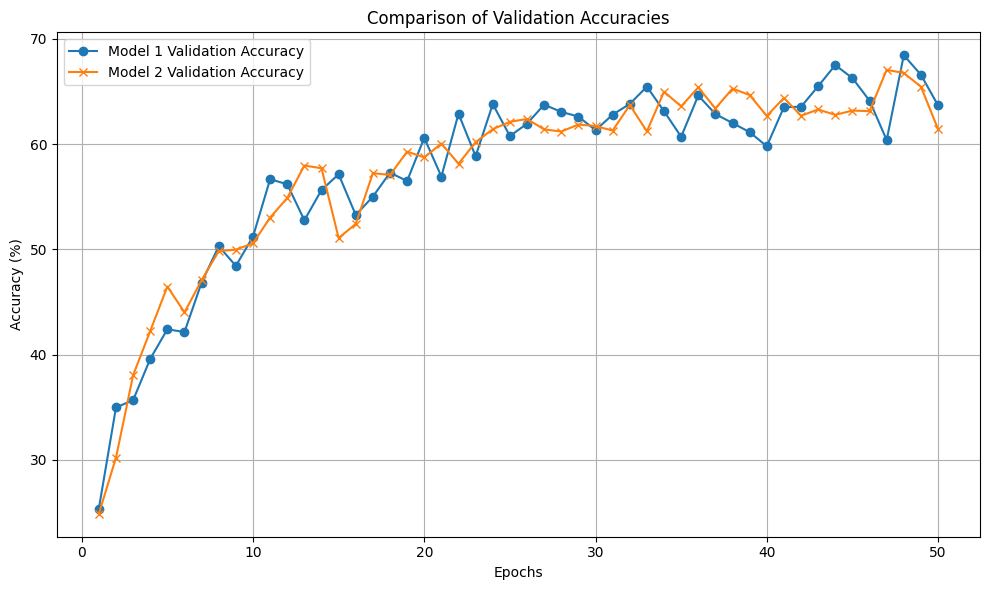 Comparison of Validation Accuracies
Model 1 Validation Accuracy
Model 2 Validation Accuracy
Accuracy (%)
70
60
50
40
30
0 10 20 30 40 50
Epochs